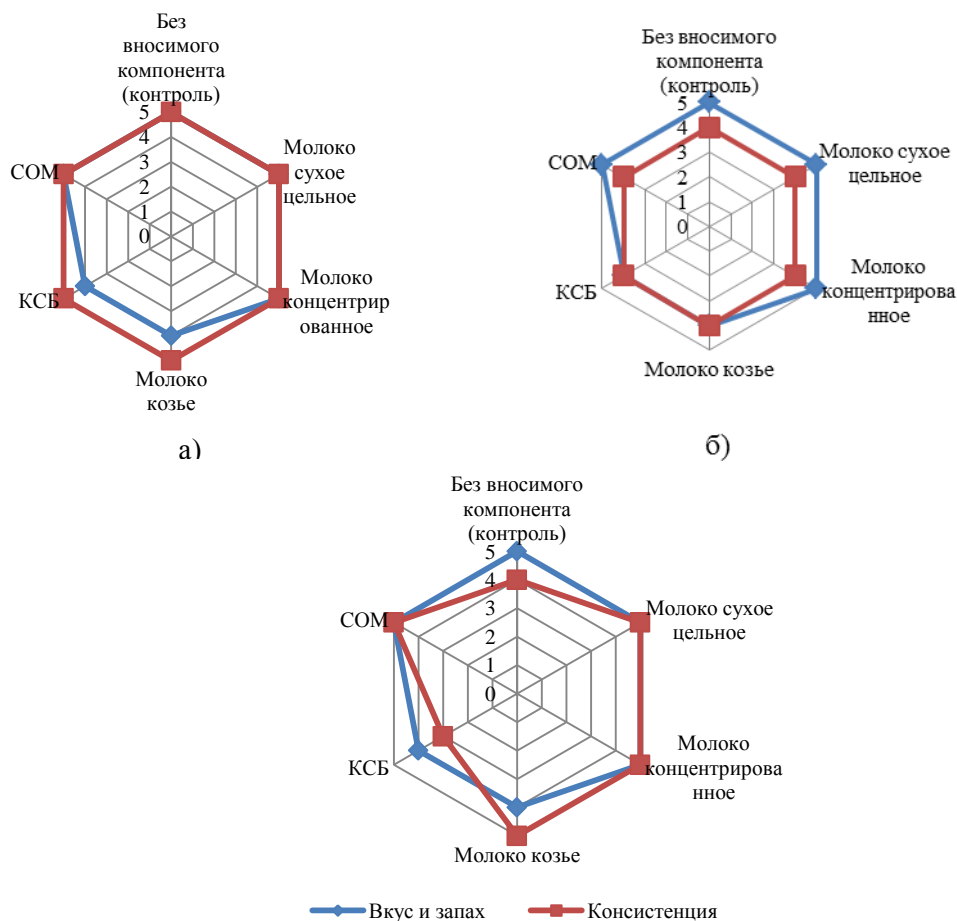 Без
вносимого
компонента
(контроль)
5
4
3
2
1
0
Молоко
сухое
цельное
Молоко
концентрир
ованное
Молоко
козье
КСБ
СОМ
а)
Без вносимого
компонента
(контроль)
5
4
3
2
1
0
Молоко сухое
цельное
Молоко
концентрирова
нное
Молоко козье
КСБ
СОМ
б)
Без вносимого
компонента
(контроль)
5
4
3
2
1
0
Молоко сухое
цельное
Молоко
концентрирова
нное
Молоко козье
КСБ
СОМ
Вкус и запах
Консистенция